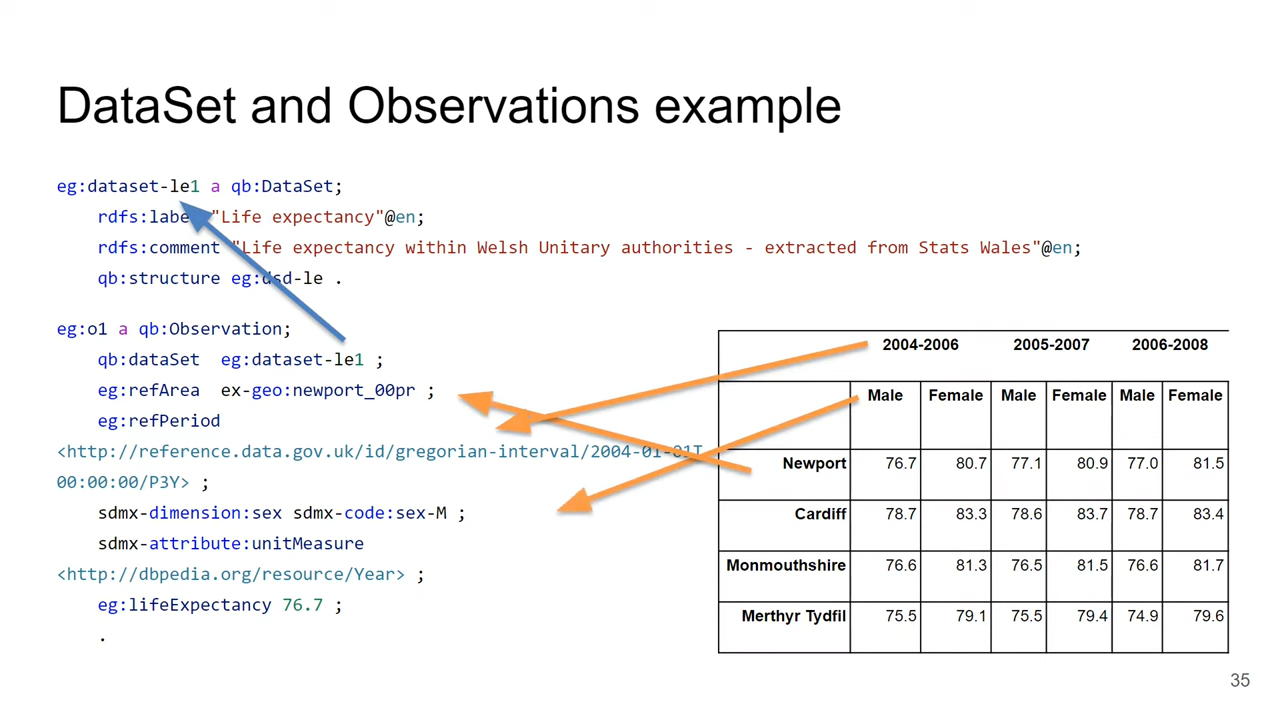 DataSet and Observations example
eg:dataset-le1 a qb:DataSet;
rdfs:label "Life expectancy"@en;
rdfs:comment "Life expectancy within Welsh Unitary authorities - extracted from Stats Wales"@en;
qb:structure eg:dsd-le .
eg:o1 a qb:Observation;
qb:dataSet eg:dataset-le1 ;
eg:refArea ex-geo:newport_00pr ;
eg:refPeriod
<http://reference.data.gov.uk/id/gregorian-interval/2004-01-01T
00:00:00/P3Y> ;
sdmx-dimension:sex sdmx-code:sex-M ;
sdmx-attribute:unitMeasure
<http://dbpedia.org/resource/Year> ;
eg:lifeExpectancy 76.7 ;
.
2004-2006 2005-2007 2006-2008
Male Female Male Female Male Female
Newport 76.7 80.7 77.1 80.9 77.0 81.5
Cardiff 78.7 83.3 78.6 83.7 78.7 83.4
Monmouthshire 76.6 81.3 76.5 81.5 76.6 81.7
Merthyr Tydfil 75.5 79.1 75.5 79.4 74.9 79.6
35